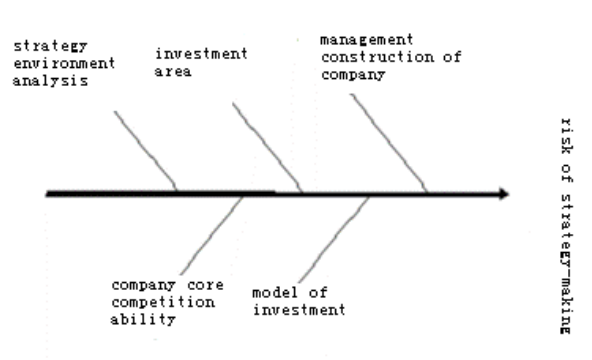 strategy
environment
analysis
investment
area
management
construction of
company
risk of strategy-making
company core
competition
ability
model of
investment